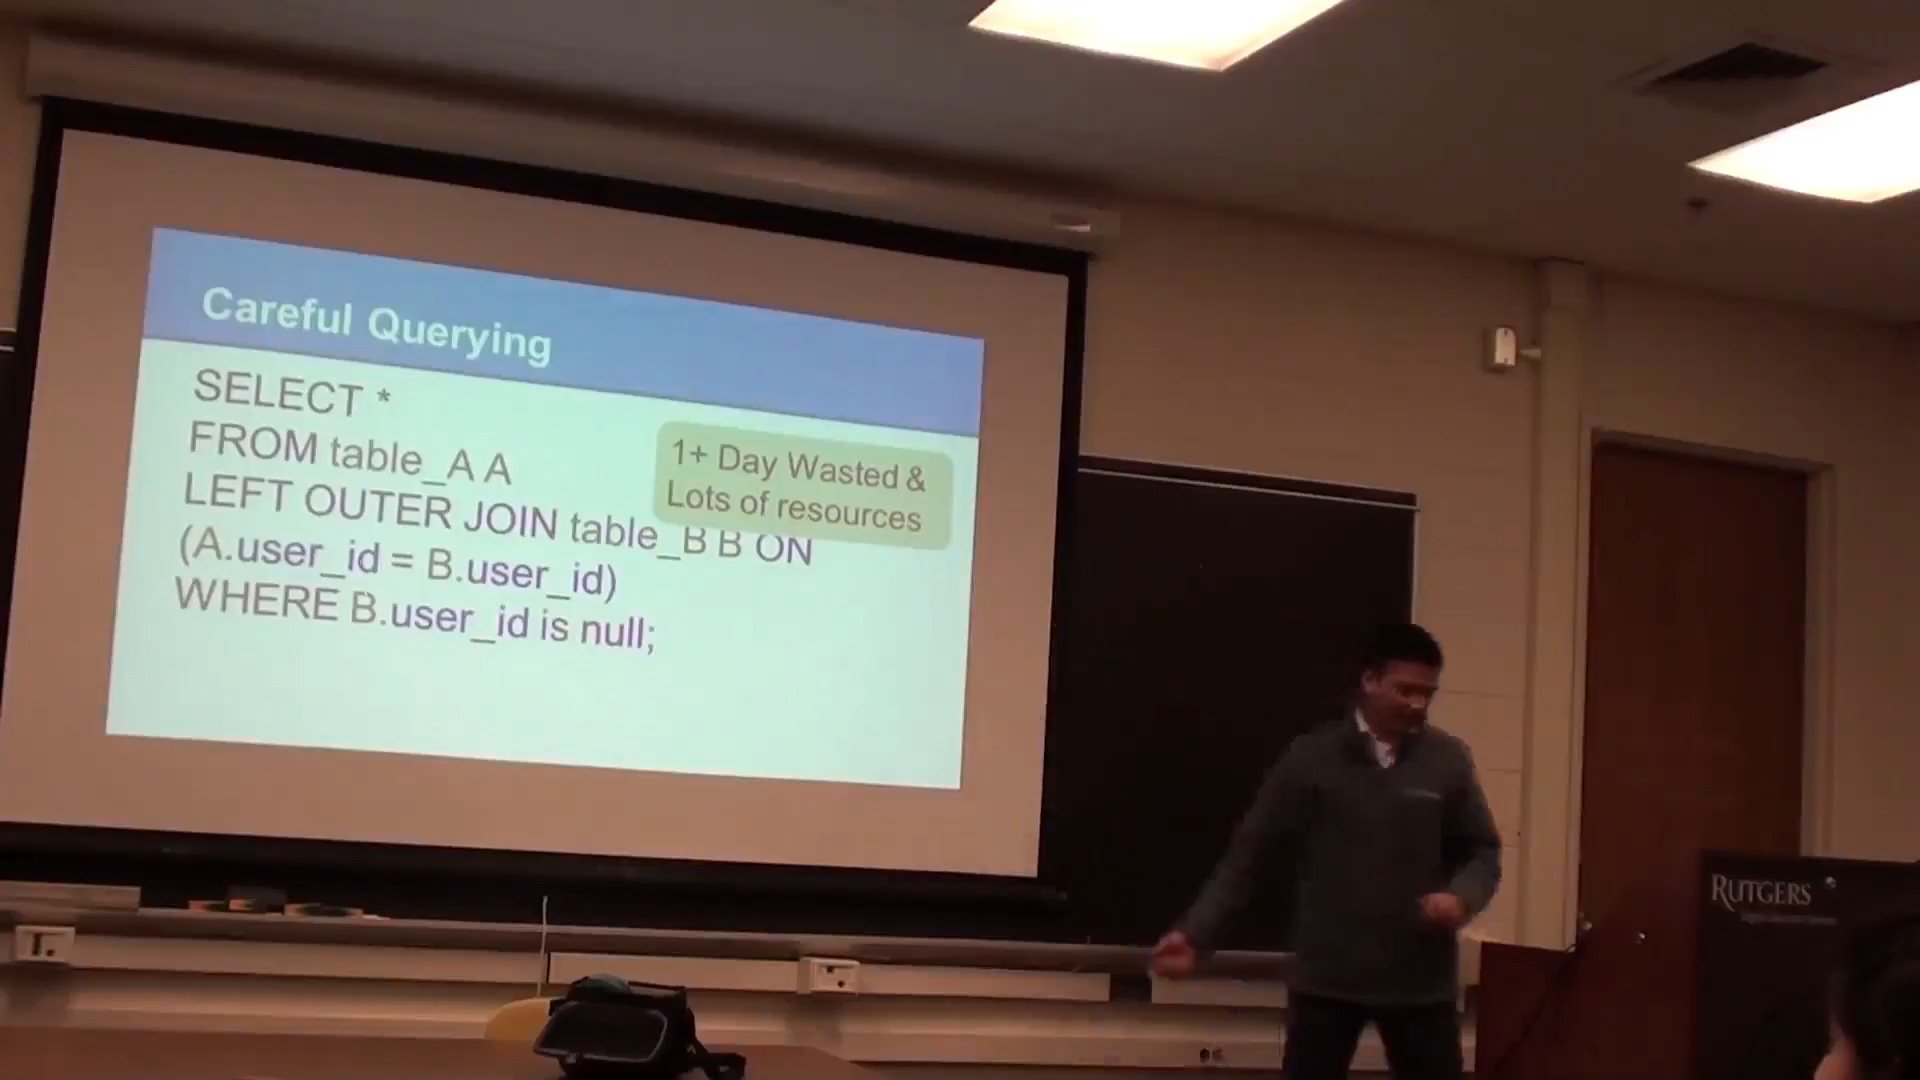 Careful Querying
SELECT *
FROM table_A A
LEFT OUTER JOIN table_B B ON
(A.user_id = B.user_id)
WHERE B.user_id is null;
1+ Day Wasted &
Lots of resources
RUTGERS